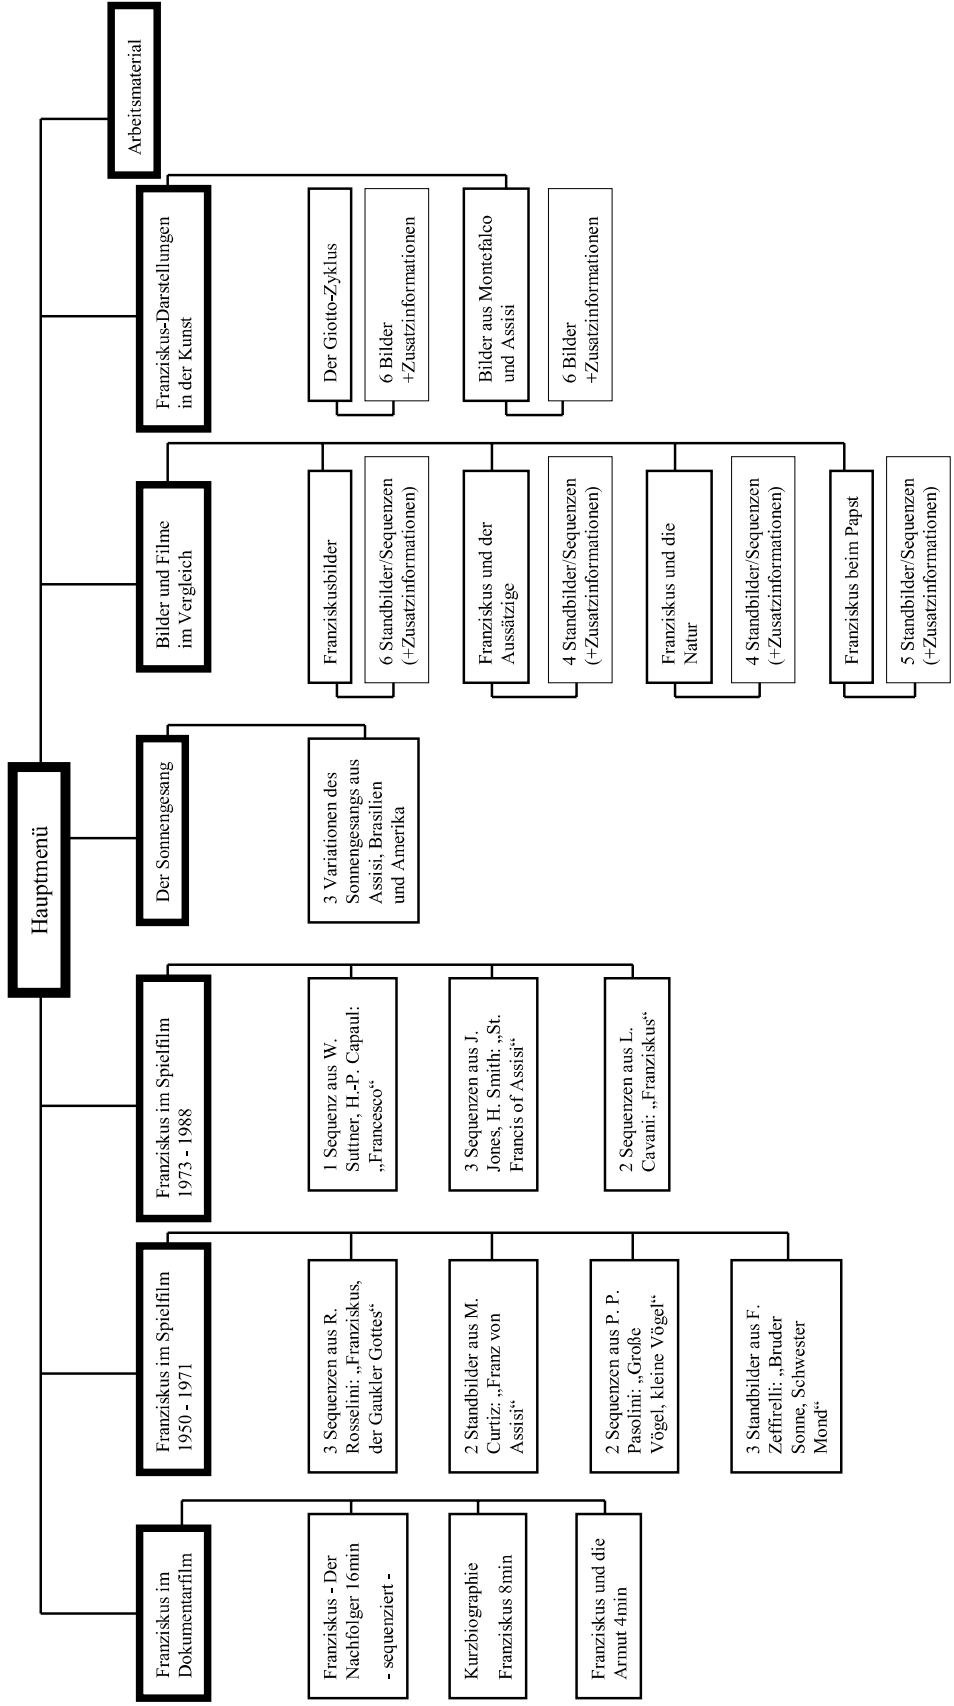 Hauptmenü
Franziskus im
Dokumentarfilm
Franziskus - Der
Nachfolger 16min
- sequenziert -
Kurzbiographie
Franziskus 8min
Franziskus und die
Armut 4min
Franziskus im Spielfilm
1950 - 1971
3 Sequenzen aus R.
Rosselini: „Franziskus,
der Gaukler Gottes“
2 Standbilder aus M.
Curtiz: „Franz von
Assisi“
2 Sequenzen aus P. P.
Pasolini: „Große
Vögel, kleine Vögel“
3 Standbilder aus F.
Zeffirelli: „Bruder
Sonne, Schwester
Mond“
Franziskus im Spielfilm
1973 - 1988
1 Sequenz aus W.
Suttner, H.-P. Capaul:
„Francesco“
3 Sequenzen aus J.
Jones, H. Smith: „St.
Francis of Assisi“
2 Sequenzen aus L.
Cavani: „Franziskus“
Der Sonnengesang
3 Variationen des
Sonnengesangs aus
Assisi, Brasilien
und Amerika
Bilder und Filme
im Vergleich
Franziskusbilder
6 Standbilder/Sequenzen
(+Zusatzinformationen)
Franziskus und der
Aussätzige
4 Standbilder/Sequenzen
(+Zusatzinformationen)
Franziskus und die
Natur
4 Standbilder/Sequenzen
(+Zusatzinformationen)
Franziskus beim Papst
5 Standbilder/Sequenzen
(+Zusatzinformationen)
Franziskus-Darstellungen
in der Kunst
Der Giotto-Zyklus
6 Bilder
+Zusatzinformationen
Bilder aus Montefalco
und Assisi
6 Bilder
+Zusatzinformationen
Arbeitsmaterial